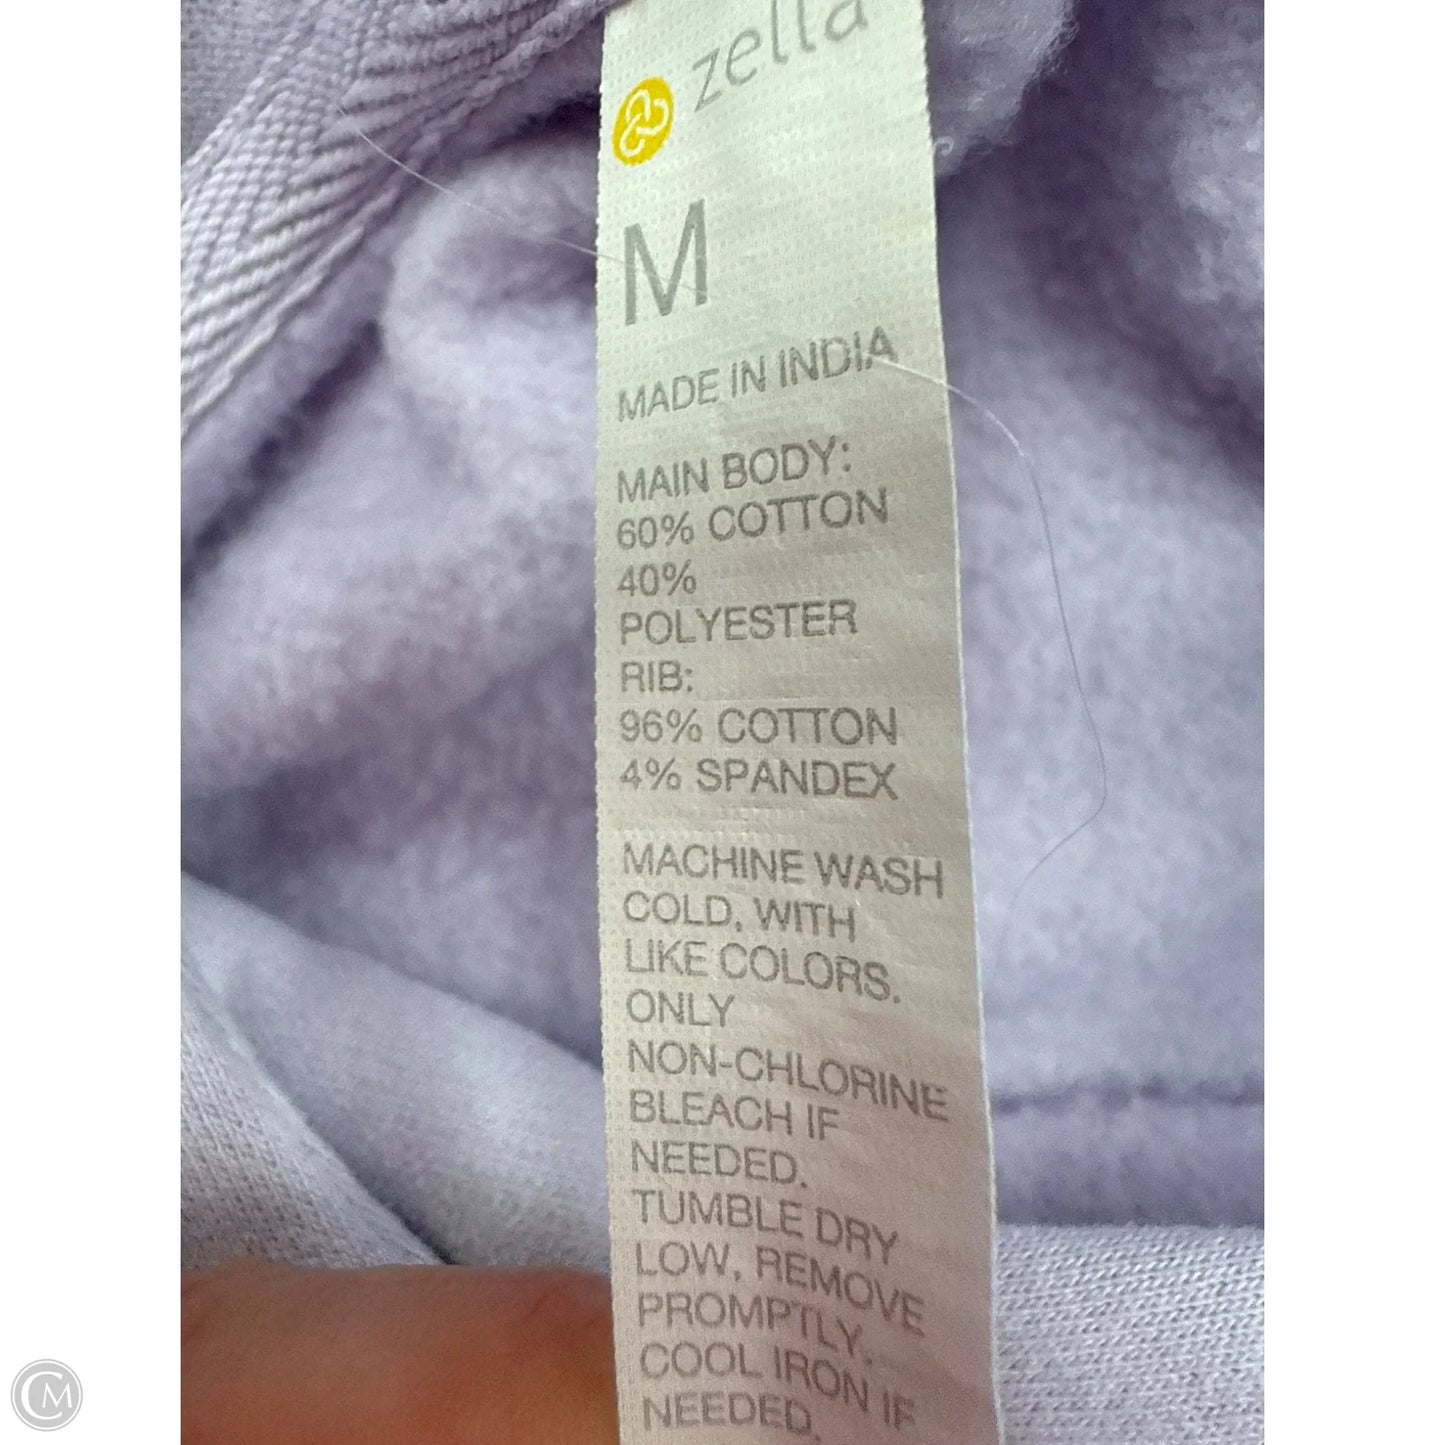 zella
M
MADE IN INDIA
MAIN BODY:
60% COTTON
40%
POLYESTER
RIB:
96% COTTON
4% SPANDEX
MACHINE WASH
COLD, WITH
LIKE COLORS.
ONLY
NON-CHLORINE
BLEACH IF
NEEDED.
TUMBLE DRY
LOW, REMOVE
PROMPTLY,
COOL IRON IF
NEEDED.
CM